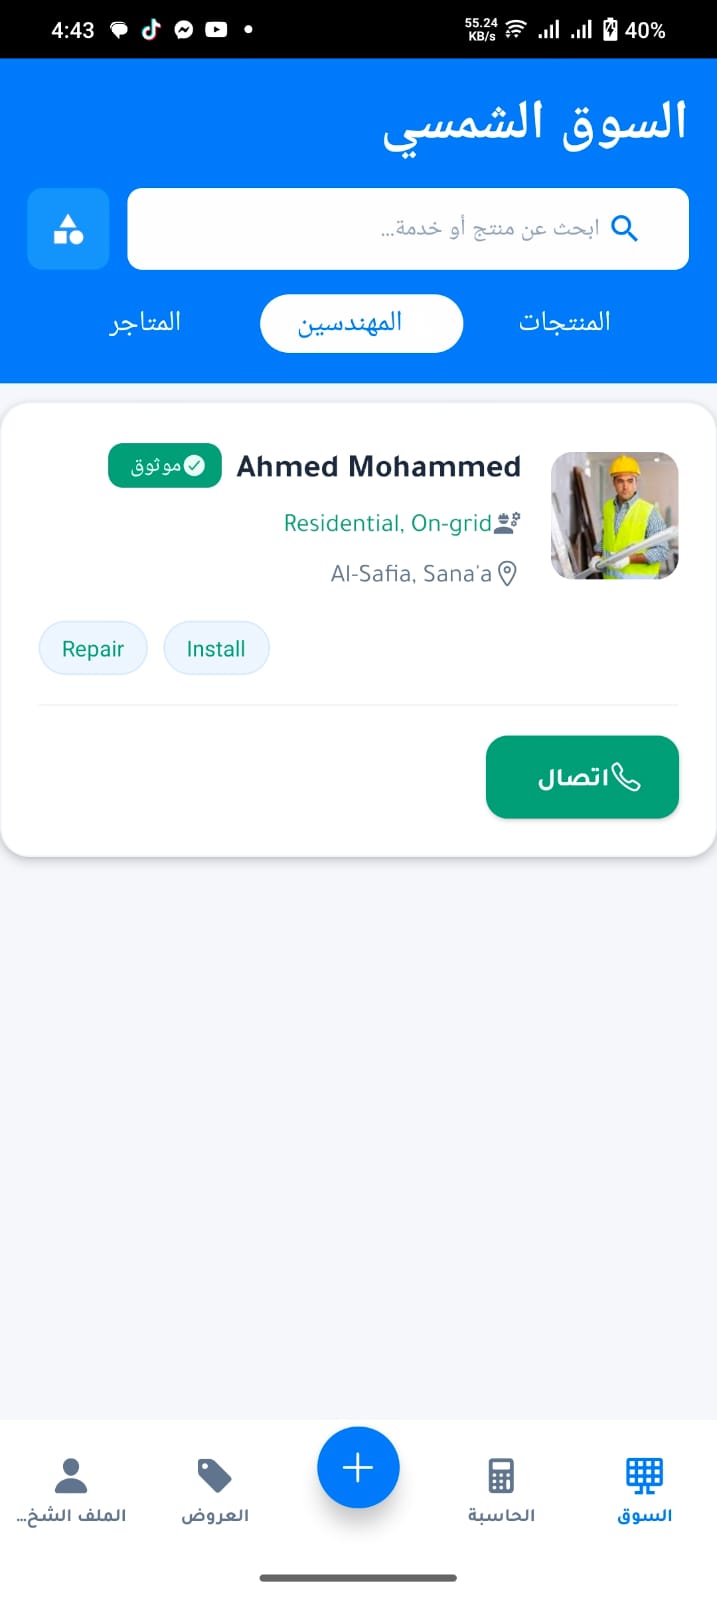 4:43
55.24 KB/s
40%
السوق الشمسي
ابحث عن منتج أو خدمة...
المنتجات
المهندسين
المتاجر
Ahmed Mohammed
موثوق
Residential, On-grid
Al-Safia, Sana'a
Repair
Install
اتصال
السوق
الحاسبة
العروض
الملف الشخ...